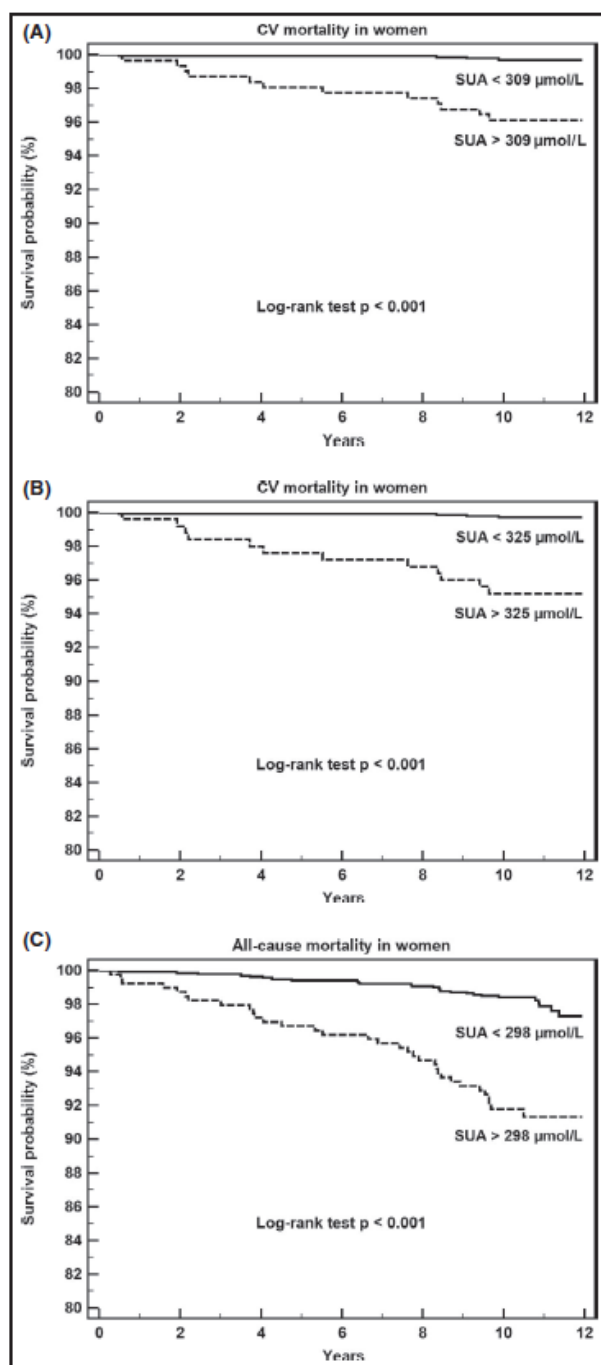 (A)
CV mortality in women
100
98
96
94
92
90
88
86
84
82
80
Survival probability (%)
SUA < 309 µmol/L
SUA > 309 µmol/L
Log-rank test p < 0.001
0 2 4 6 8 10 12
Years
(B)
CV mortality in women
100
98
96
94
92
90
88
86
84
82
80
Survival probability (%)
SUA < 325 µmol/L
SUA > 325 µmol/L
Log-rank test p < 0.001
0 2 4 6 8 10 12
Years
(C)
All-cause mortality in women
100
98
96
94
92
90
88
86
84
82
80
Survival probability (%)
SUA < 298 µmol/L
SUA > 298 µmol/L
Log-rank test p < 0.001
0 2 4 6 8 10 12
Years